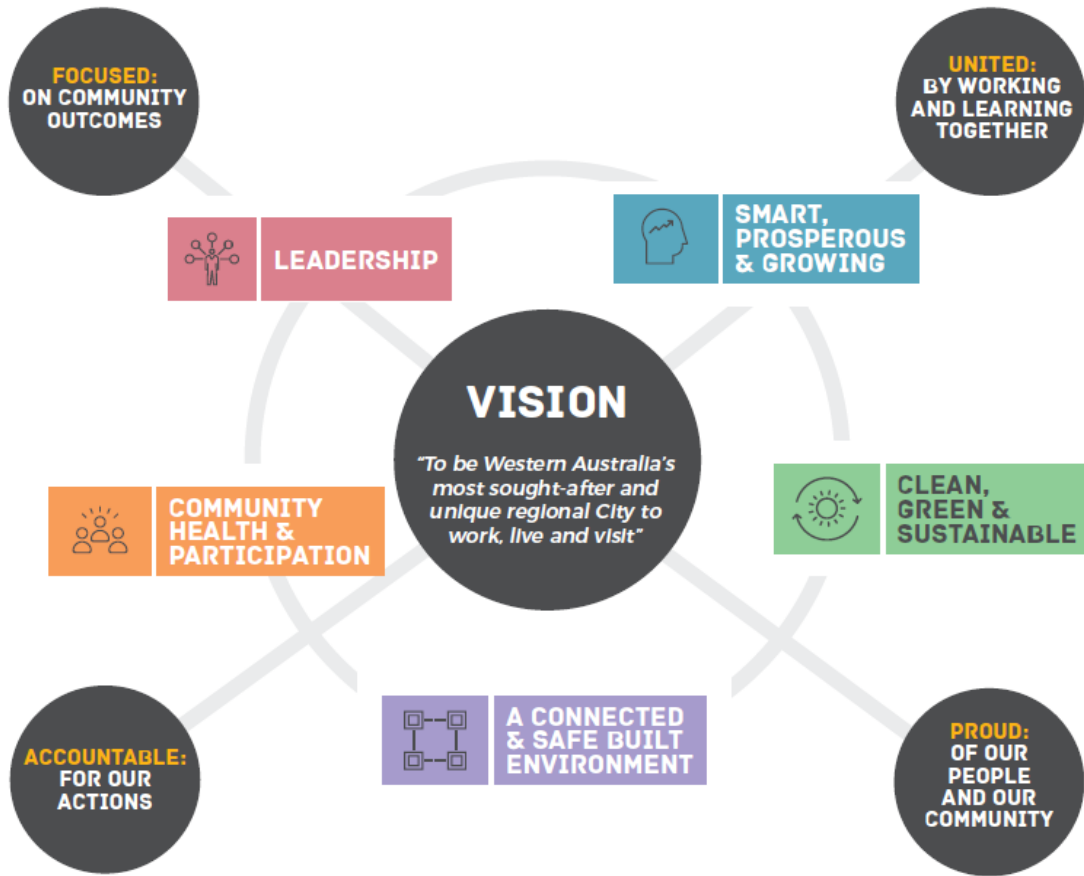 FOCUSED:
ON COMMUNITY
OUTCOMES
UNITED:
BY WORKING
AND LEARNING
TOGETHER
LEADERSHIP
SMART,
PROSPEROUS
& GROWING
VISION
"To be Western Australia's
most sought-after and
unique regional City to
work, live and visit"
COMMUNITY
HEALTH &
PARTICIPATION
CLEAN,
GREEN &
SUSTAINABLE
A CONNECTED
& SAFE BUILT
ENVIRONMENT
ACCOUNTABLE:
FOR OUR
ACTIONS
PROUD:
OF OUR
PEOPLE
AND OUR
COMMUNITY